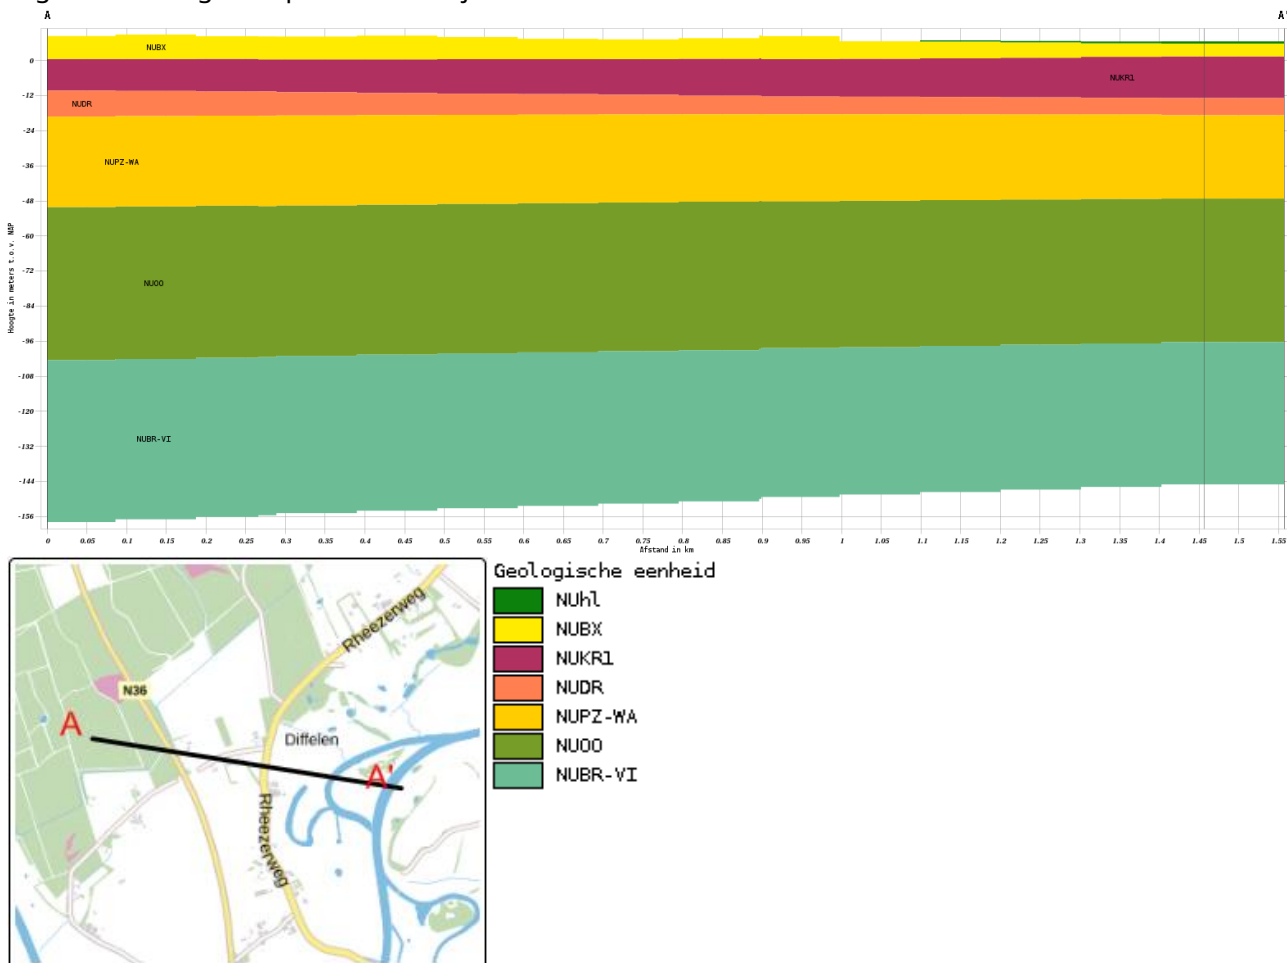 A
A'
NUBX
NUKR1
NUDR
NUPZ-WA
NUOO
NUBR-VI
Hoogte in meters t.o.v. NAP
0
-12
-24
-36
-48
-60
-72
-84
-96
-108
-120
-132
-144
-156
0 0.05 0.1 0.15 0.2 0.25 0.3 0.35 0.4 0.45 0.5 0.55 0.6 0.65 0.7 0.75 0.8 0.85 0.9 0.95 1 1.05 1.1 1.15 1.2 1.25 1.3 1.35 1.4 1.45 1.5 1.55
Afstand in km
Rheezerweg
N36
A
Diffelen
A'
Rheezerweg
Geologische eenheid
NUhl
NUBX
NUKR1
NUDR
NUPZ-WA
NUOO
NUBR-VI